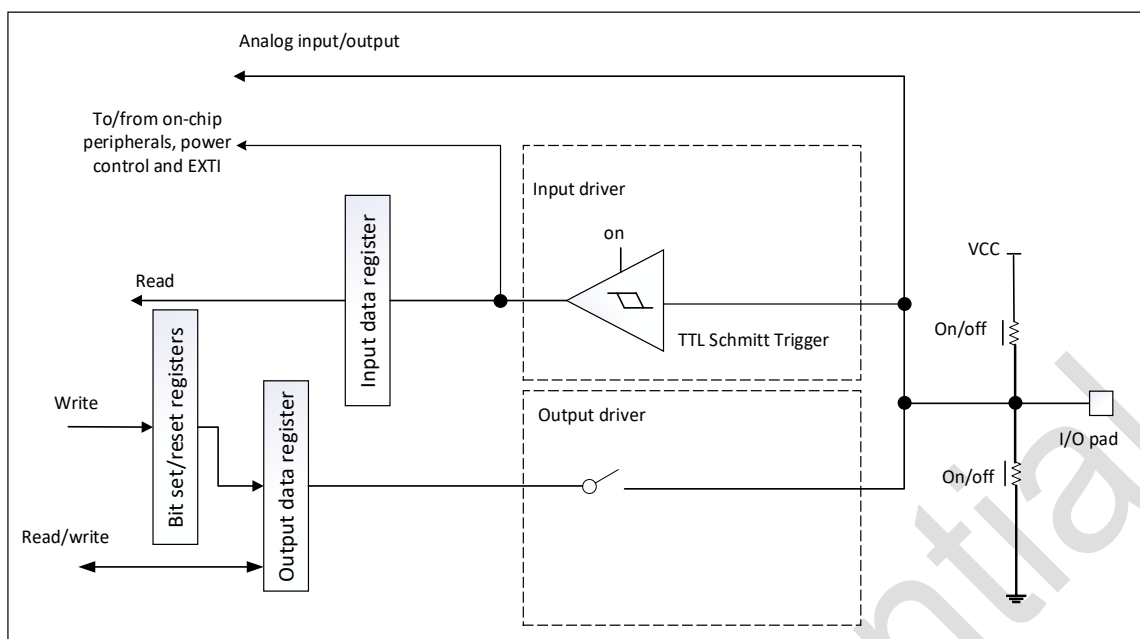 Analog input/output
To/from on-chip
peripherals, power
control and EXTI
Input driver
on
Input data register
VCC
Read
TTL Schmitt Trigger
On/off
Bit set/reset registers
Write
Output data register
Output driver
I/O pad
On/off
Read/write